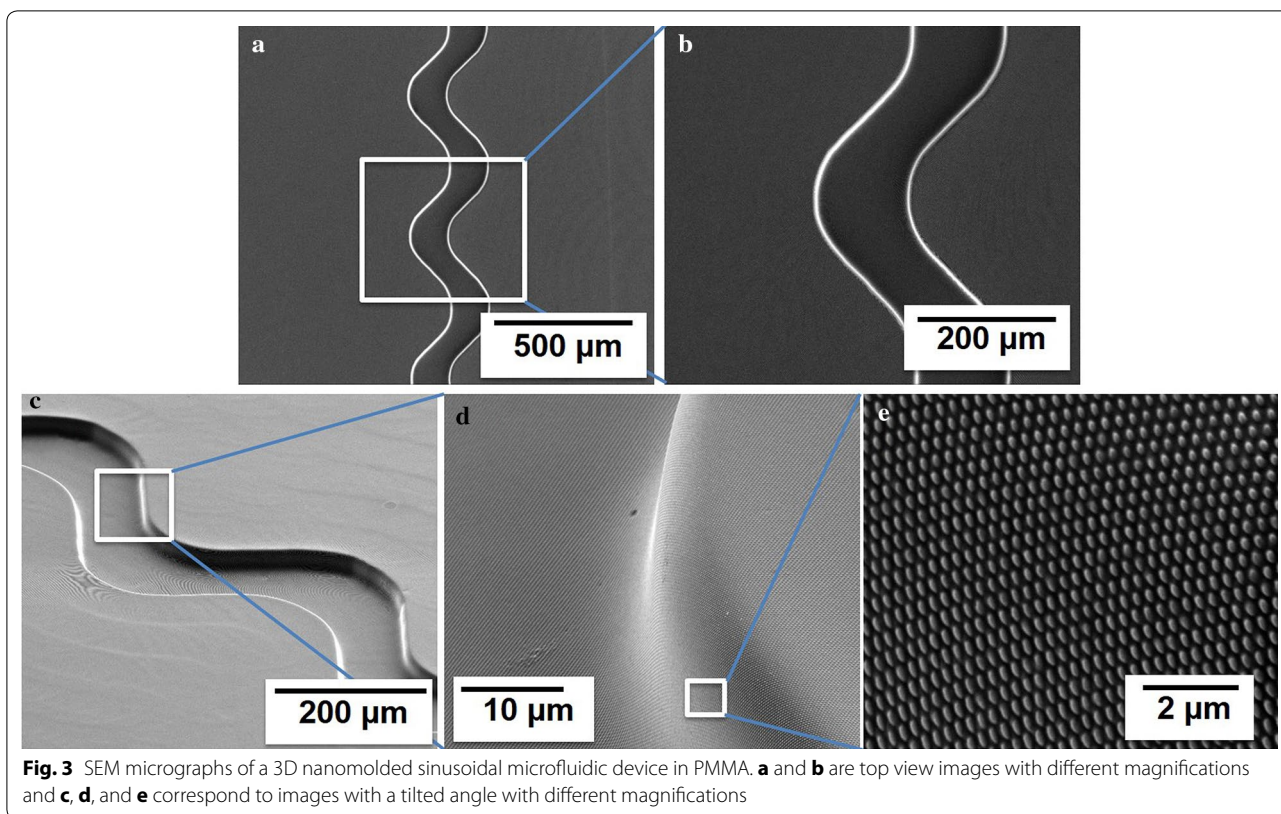 a
b
500 µm
200 µm
c
d
e
200 µm
10 µm
2 µm
Fig. 3 SEM micrographs of a 3D nanomolded sinusoidal microfluidic device in PMMA. a and b are top view images with different magnifications
and c, d, and e correspond to images with a tilted angle with different magnifications